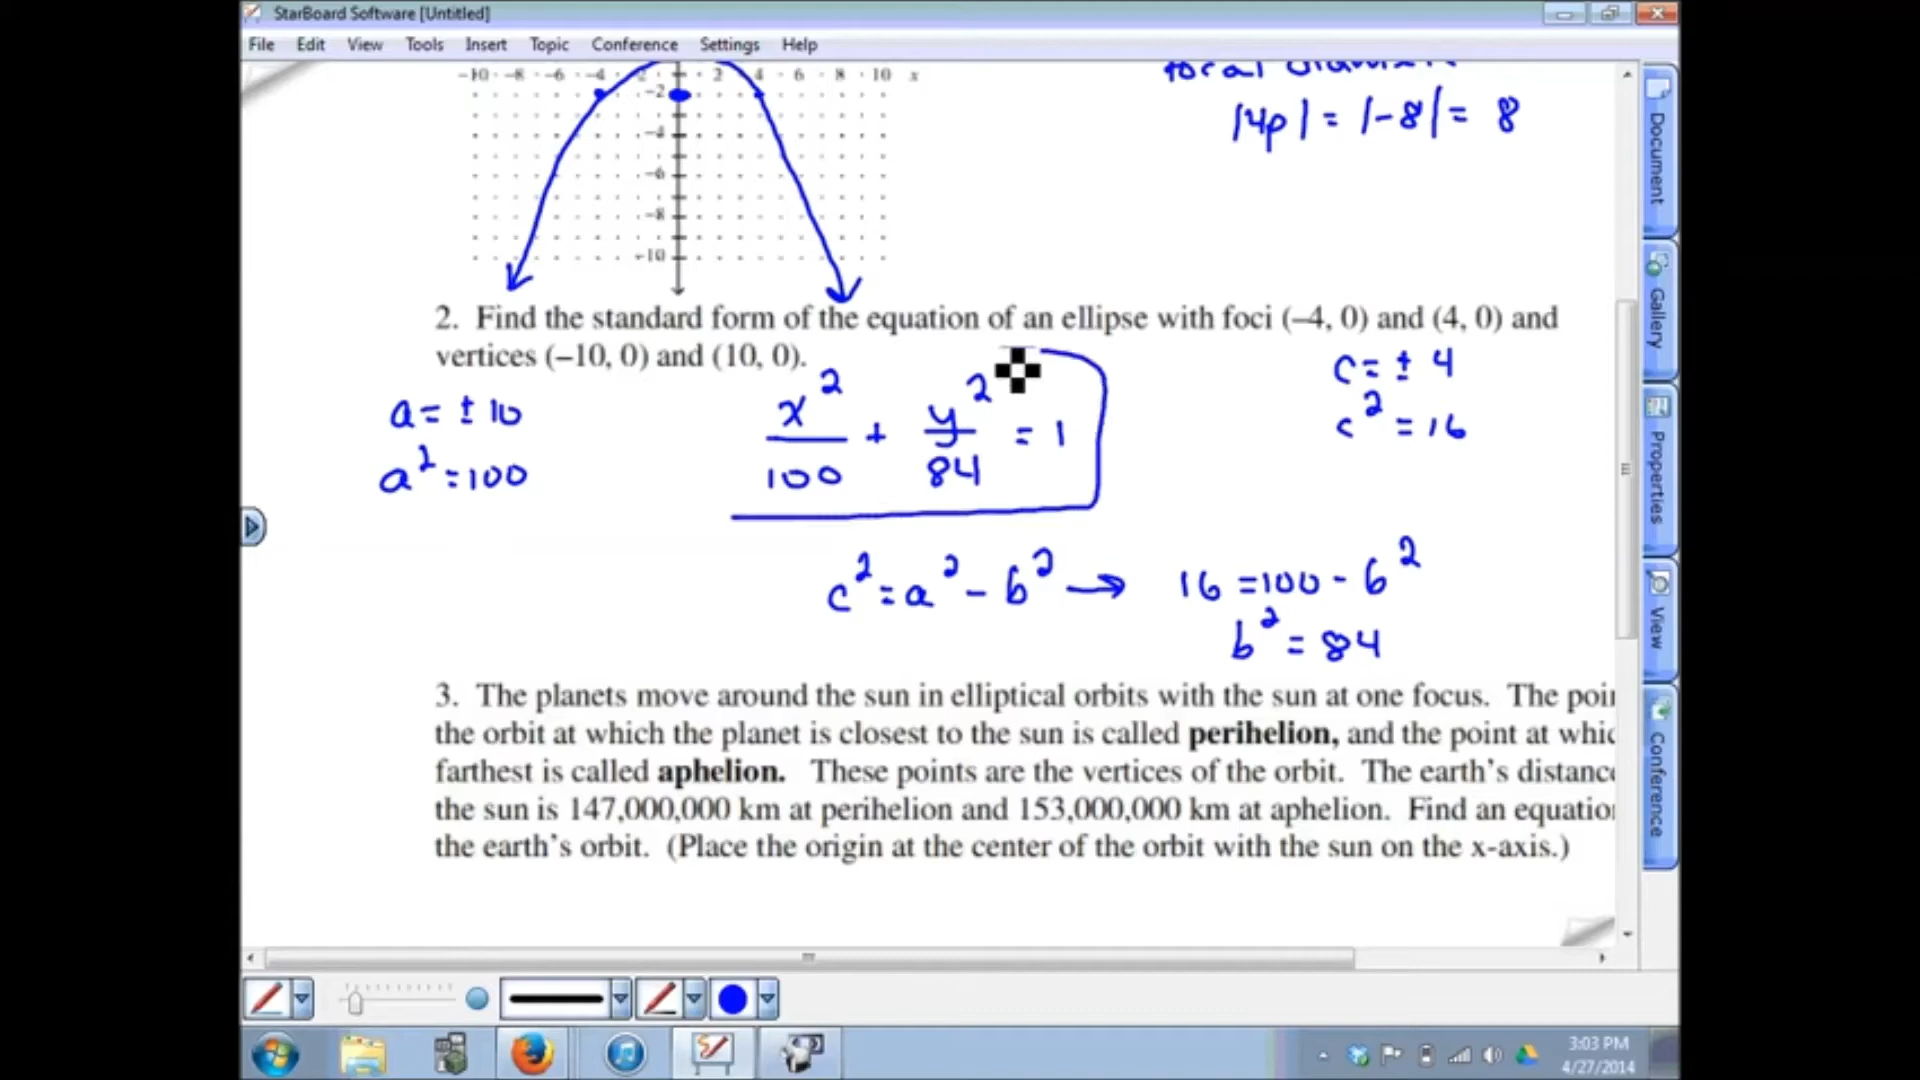 StarBoard Software [Untitled]
File Edit View Tools Insert Topic Conference Settings Help
-10 -8 -6 -4 -2 2 4 6 8 10 x
-2
-4
-6
-8
-10
focal
|4p| = |-8| = 8
2. Find the standard form of the equation of an ellipse with foci (–4, 0) and (4, 0) and
vertices (–10, 0) and (10, 0).
a = ± 10
a² = 100
x²/100 + y²/84 = 1
c = ± 4
c² = 16
c² = a² - b² → 16 = 100 - b²
b² = 84
3. The planets move around the sun in elliptical orbits with the sun at one focus. The poi
the orbit at which the planet is closest to the sun is called perihelion, and the point at whic
farthest is called aphelion. These points are the vertices of the orbit. The earth's distance
the sun is 147,000,000 km at perihelion and 153,000,000 km at aphelion. Find an equatio
the earth's orbit. (Place the origin at the center of the orbit with the sun on the x-axis.)
Document
Gallery
Properties
View
Conference
3:03 PM
4/27/2014